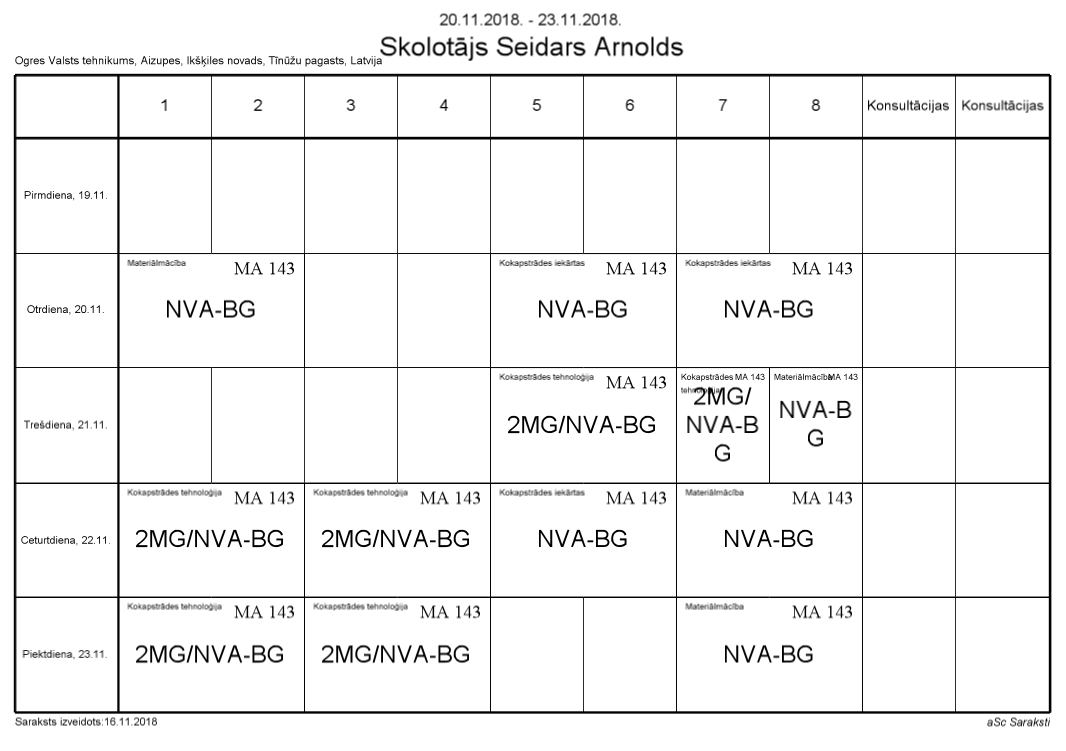 20.11.2018. - 23.11.2018.
Skolotājs Seidars Arnolds
Ogres Valsts tehnikums, Aizupes, Ikšķiles novads, Tīnūžu pagasts, Latvija
1 2 3 4 5 6 7 8 Konsultācijas Konsultācijas
Pirmdiena, 19.11.
Materiālmācība MA 143 Kokapstrādes iekārtas MA 143 Kokapstrādes iekārtas MA 143
Otrdiena, 20.11. NVA-BG NVA-BG NVA-BG
Kokapstrādes tehnoloģija MA 143 Kokapstrādes MA 143 Materiālmācība MA 143
tehnoloģija
2MG/
Trešdiena, 21.11. 2MG/NVA-BG NVA-B NVA-B
G G
Kokapstrādes tehnoloģija MA 143 Kokapstrādes tehnoloģija MA 143 Kokapstrādes iekārtas MA 143 Materiālmācība MA 143
Ceturtdiena, 22.11. 2MG/NVA-BG 2MG/NVA-BG NVA-BG NVA-BG
Kokapstrādes tehnoloģija MA 143 Kokapstrādes tehnoloģija MA 143 Materiālmācība MA 143
Piektdiena, 23.11. 2MG/NVA-BG 2MG/NVA-BG NVA-BG
Saraksts izveidots:16.11.2018 aSc Saraksti